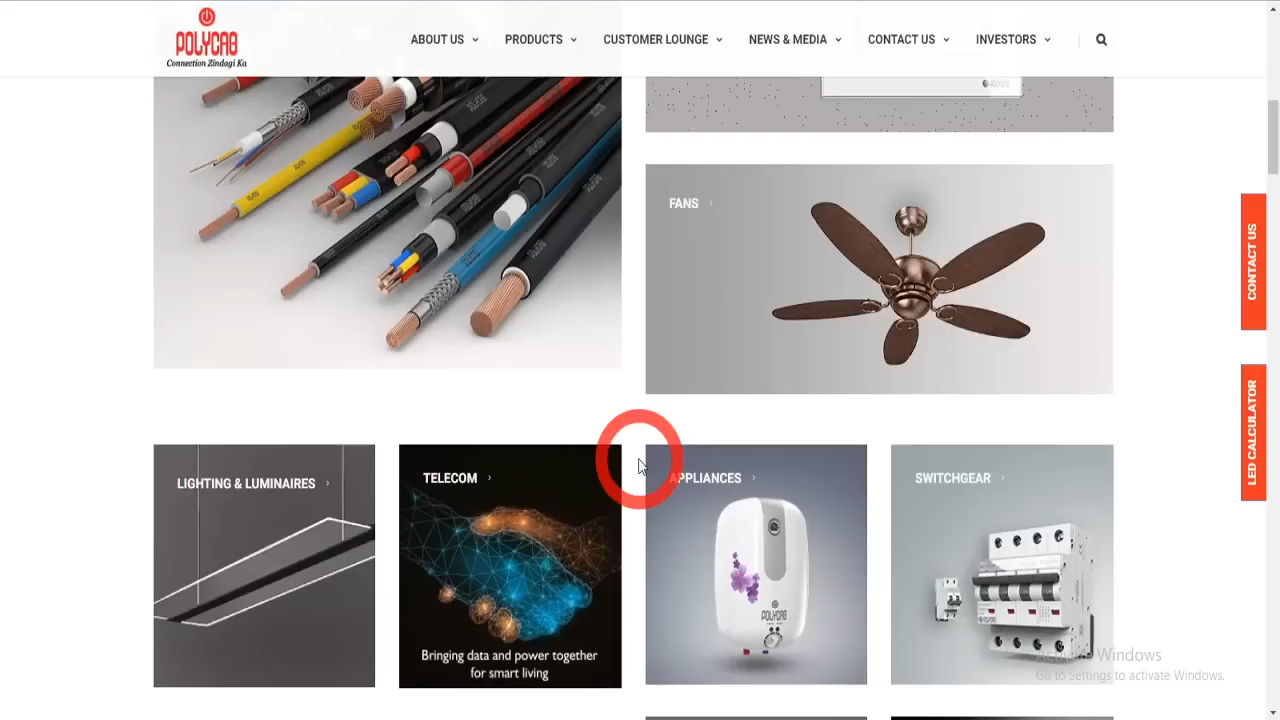 POLYCAB
Connection Zindagi Ka
ABOUT US
PRODUCTS
CUSTOMER LOUNGE
NEWS & MEDIA
CONTACT US
INVESTORS
FANS
CONTACT US
LED CALCULATOR
LIGHTING & LUMINAIRES
TELECOM
APPLIANCES
SWITCHGEAR
POLYCAB
Bringing data and power together
for smart living
Activate Windows
Go to Settings to activate Windows.